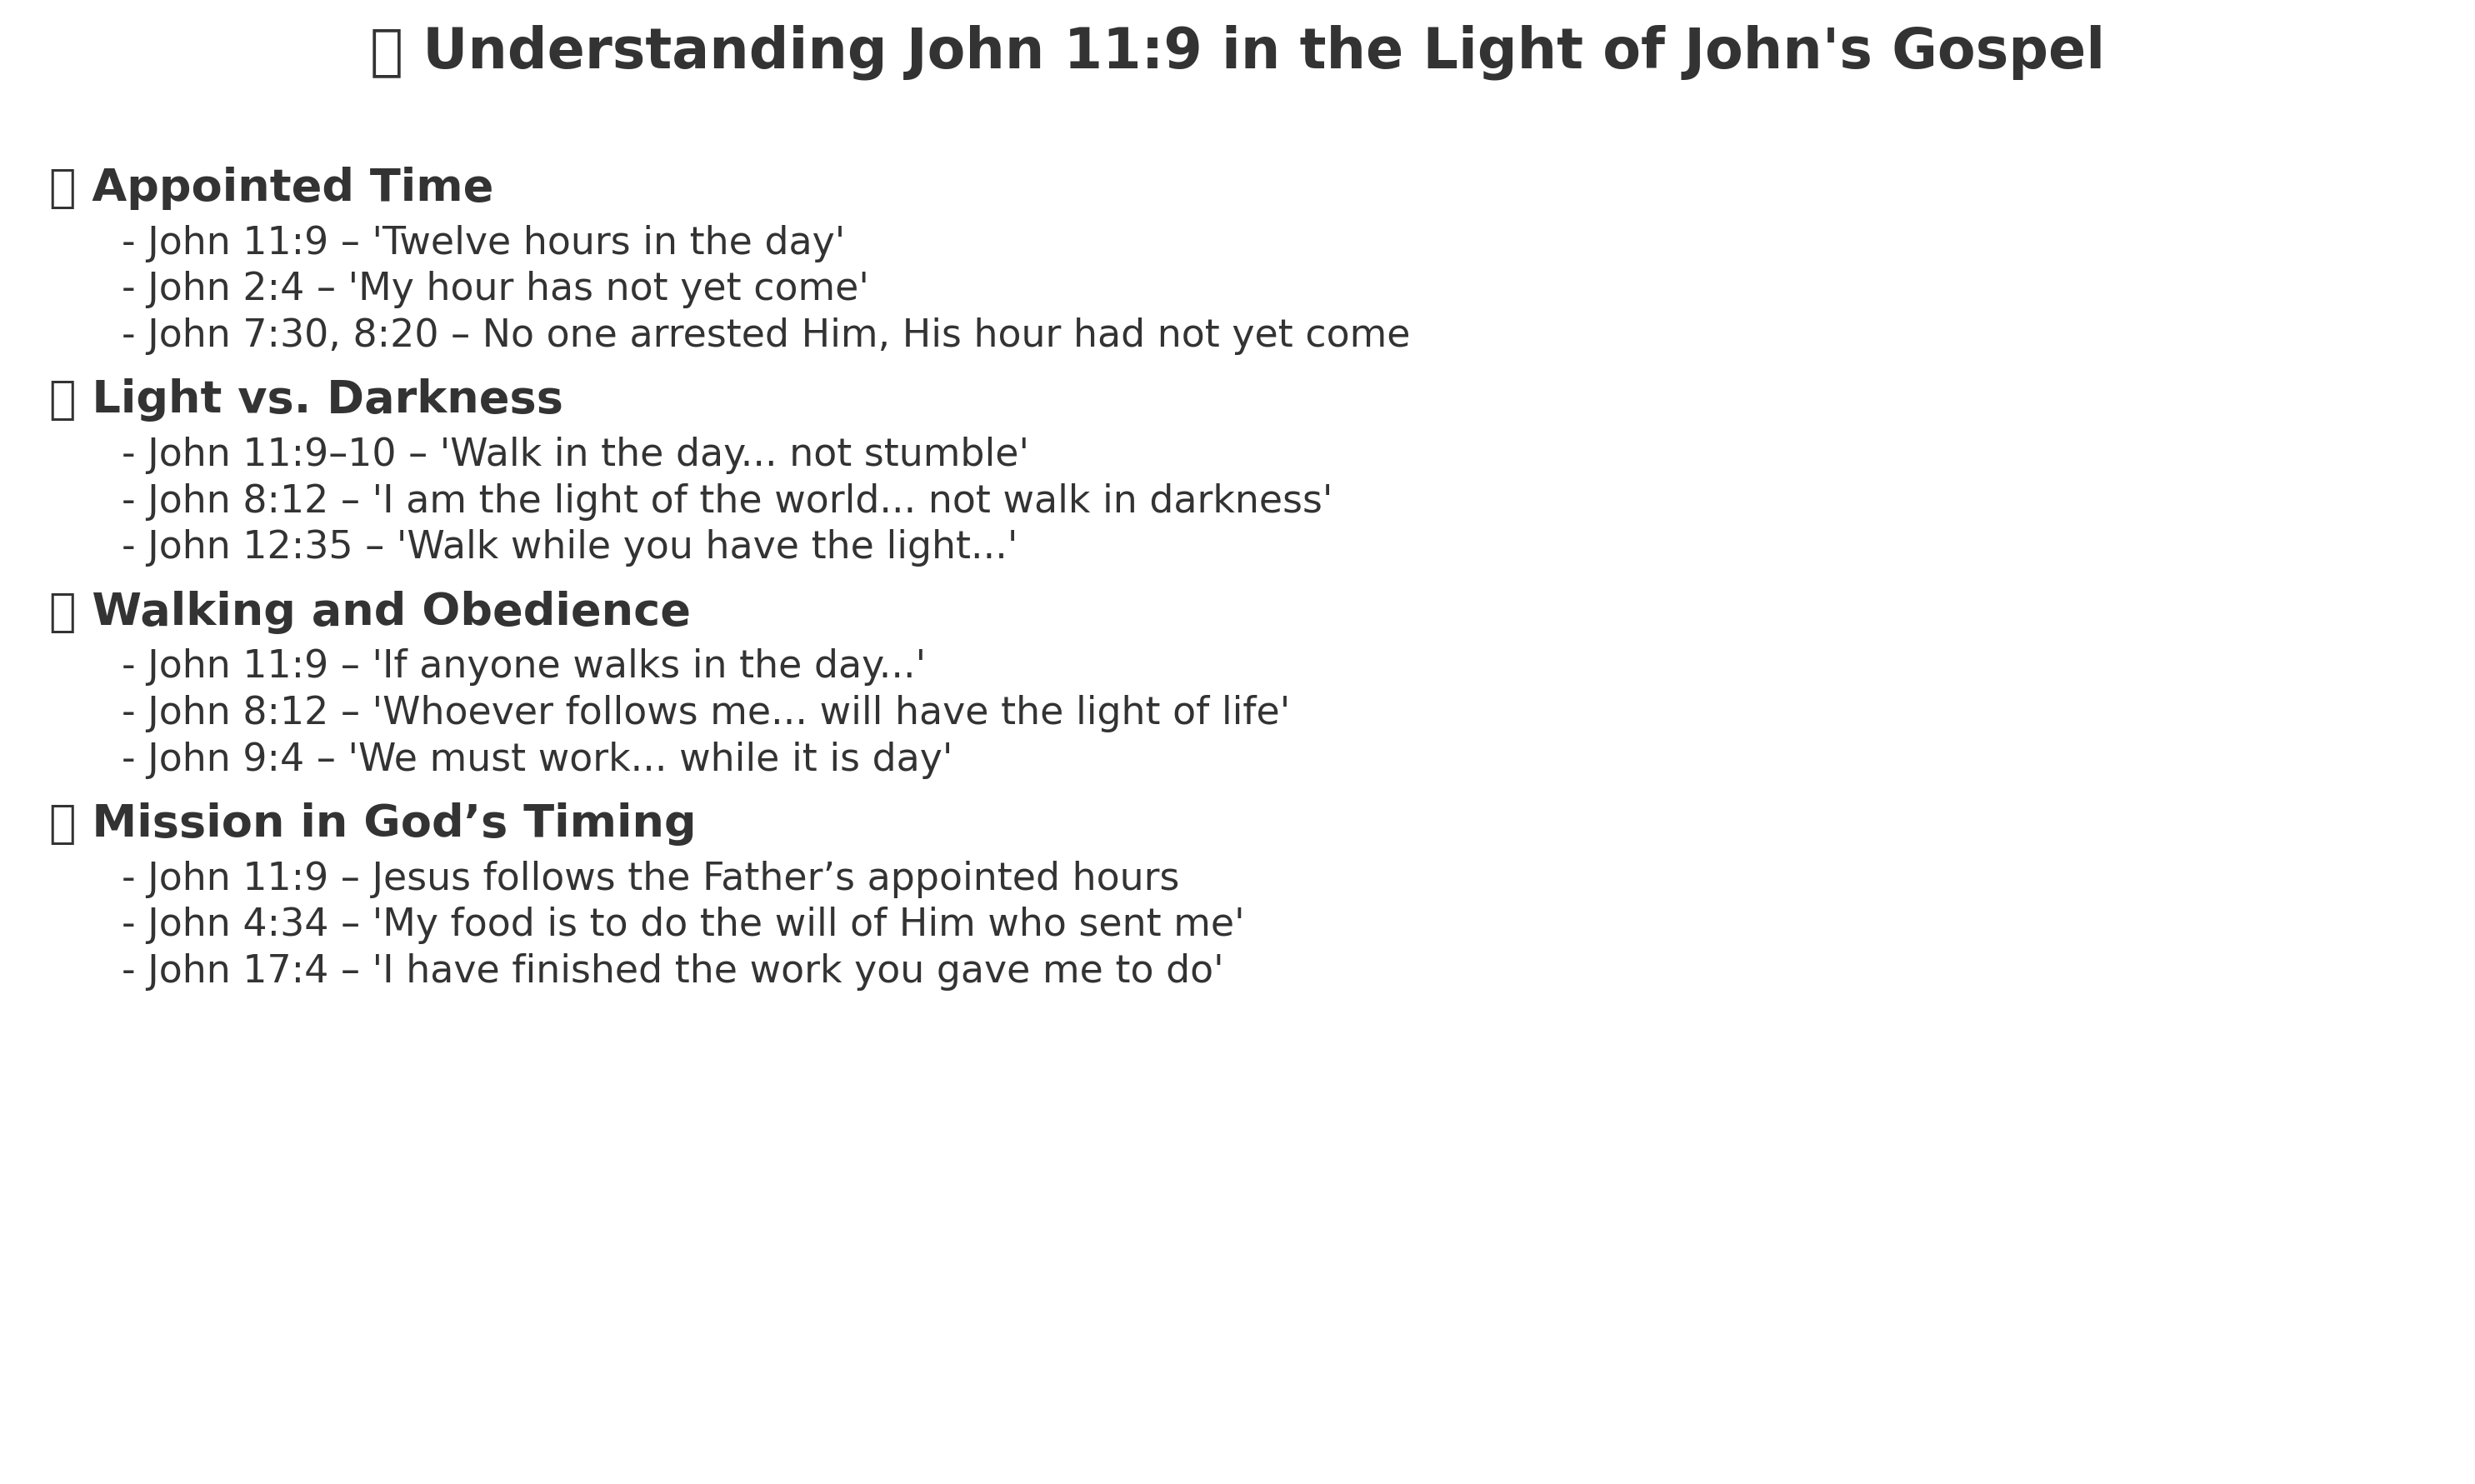 Understanding John 11:9 in the Light of John's Gospel
Appointed Time
- John 11:9 – 'Twelve hours in the day'
- John 2:4 – 'My hour has not yet come'
- John 7:30, 8:20 – No one arrested Him, His hour had not yet come
Light vs. Darkness
- John 11:9–10 – 'Walk in the day... not stumble'
- John 8:12 – 'I am the light of the world... not walk in darkness'
- John 12:35 – 'Walk while you have the light...'
Walking and Obedience
- John 11:9 – 'If anyone walks in the day...'
- John 8:12 – 'Whoever follows me... will have the light of life'
- John 9:4 – 'We must work... while it is day'
Mission in God’s Timing
- John 11:9 – Jesus follows the Father’s appointed hours
- John 4:34 – 'My food is to do the will of Him who sent me'
- John 17:4 – 'I have finished the work you gave me to do'